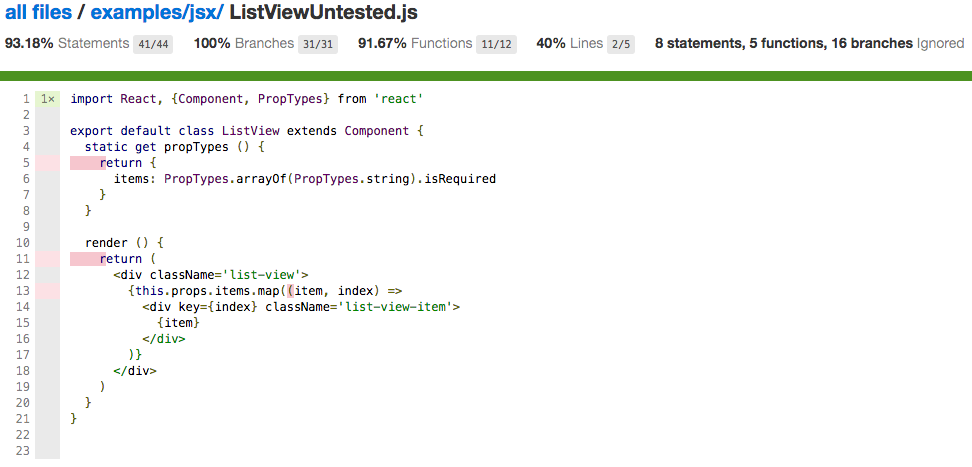 all files / examples/jsx/ ListViewUntested.js
93.18% Statements 41/44 100% Branches 31/31 91.67% Functions 11/12 40% Lines 2/5 8 statements, 5 functions, 16 branches Ignored
1 1× import React, {Component, PropTypes} from 'react'
2
3 export default class ListView extends Component {
4 static get propTypes () {
5 return {
6 items: PropTypes.arrayOf(PropTypes.string).isRequired
7 }
8 }
9
10 render () {
11 return (
12 <div className='list-view'>
13 {this.props.items.map((item, index) =>
14 <div key={index} className='list-view-item'>
15 {item}
16 </div>
17 )}
18 </div>
19 )
20 }
21 }
22
23